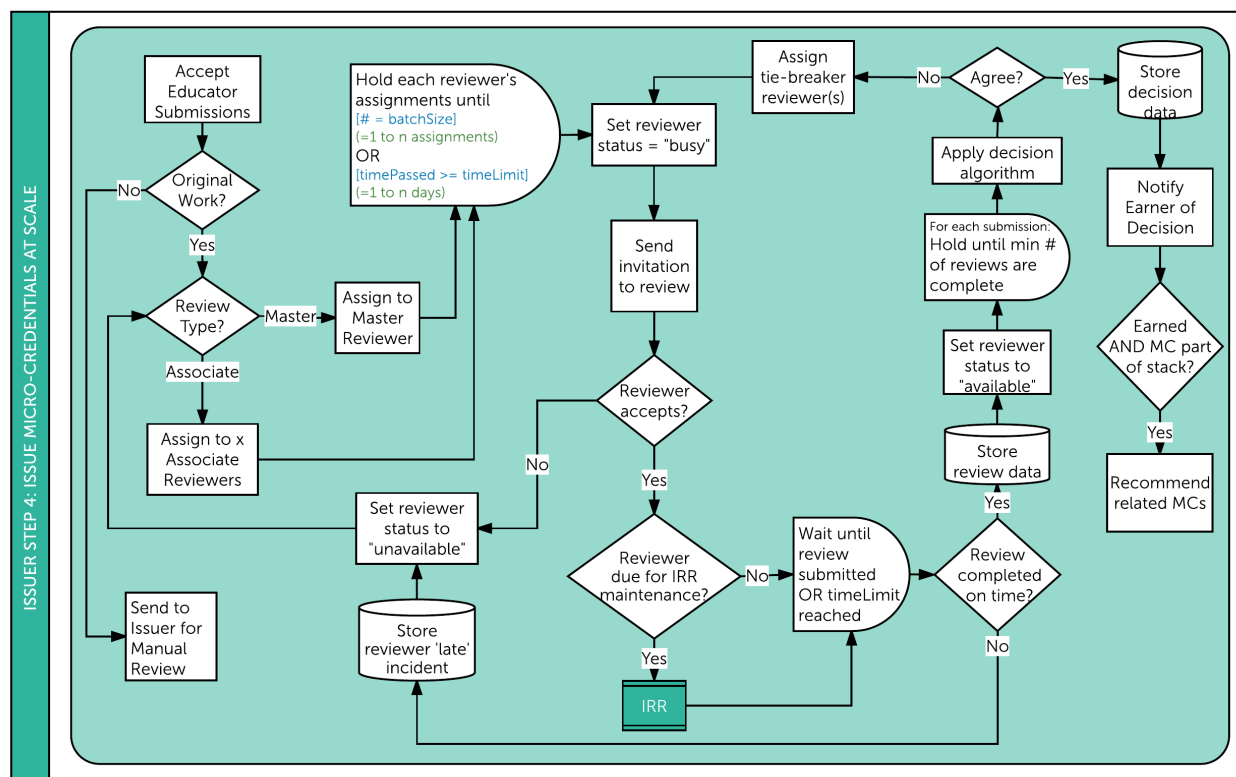 ISSUER STEP 4: ISSUE MICRO-CREDENTIALS AT SCALE
Accept
Educator
Submissions
Original
Work?
No
Yes
Review
Type?
Master
Associate
Assign to
Master
Reviewer
Assign to x
Associate
Reviewers
Send to
Issuer for
Manual
Review
Hold each reviewer's
assignments until
[# = batchSize]
(=1 to n assignments)
OR
[timePassed >= timeLimit]
(=1 to n days)
Set reviewer
status = "busy"
Send
invitation
to review
Reviewer
accepts?
No
Yes
Set reviewer
status to
"unavailable"
Store
reviewer 'late'
incident
Reviewer
due for IRR
maintenance?
No
Yes
IRR
Wait until
review
submitted
OR timeLimit
reached
Review
completed
on time?
No
Yes
Store
review data
Set reviewer
status to
"available"
For each submission:
Hold until min #
of reviews are
complete
Apply decision
algorithm
Agree?
No
Yes
Assign
tie-breaker
reviewer(s)
Store
decision
data
Notify
Earner of
Decision
Earned
AND MC part
of stack?
Yes
Recommend
related MCs